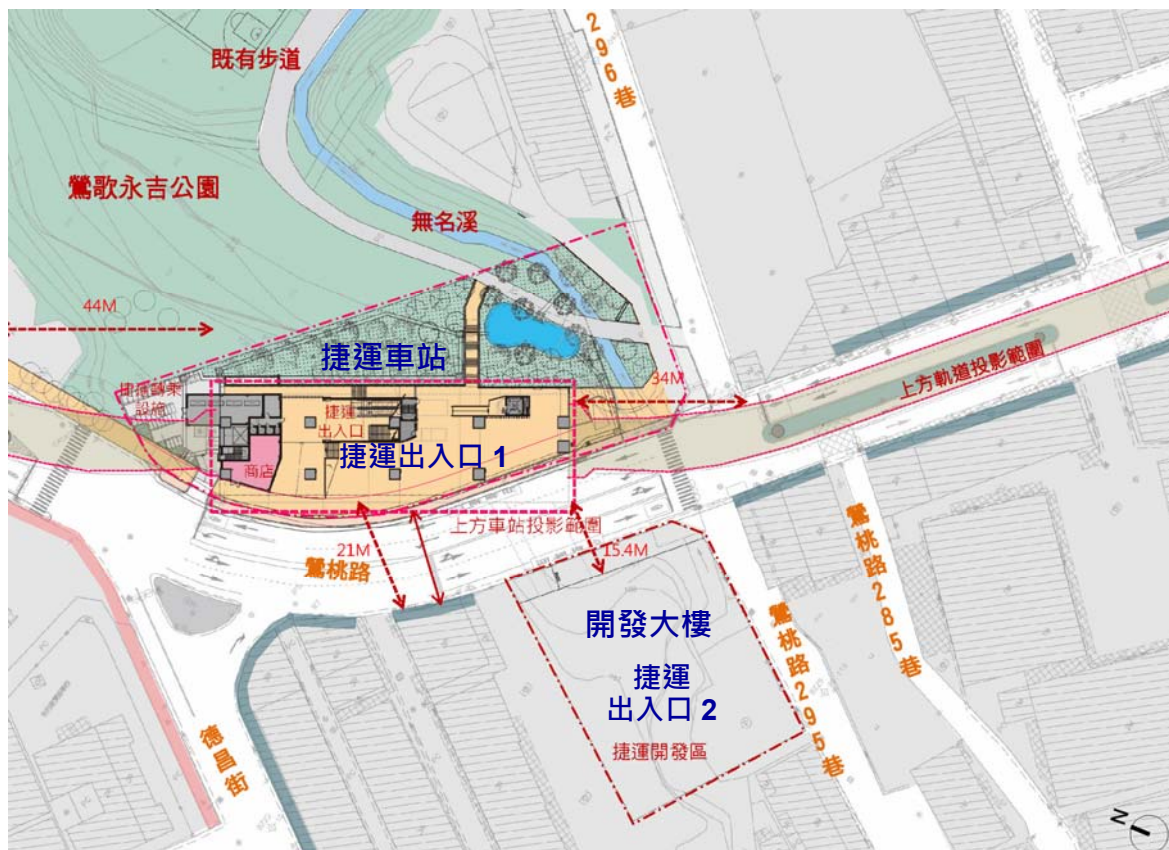 296巷
既有步道
鶯歌永吉公園
無名溪
44M
捷運車站
34M
上方軌道投影範圍
設施
捷運
出入口
捷運出入口 1
商店
上方車站投影範圍
21M
15.4M
鶯桃路
鶯桃路285巷
開發大樓
捷運
出入口 2
鶯桃路295巷
捷運開發區
德昌街
N